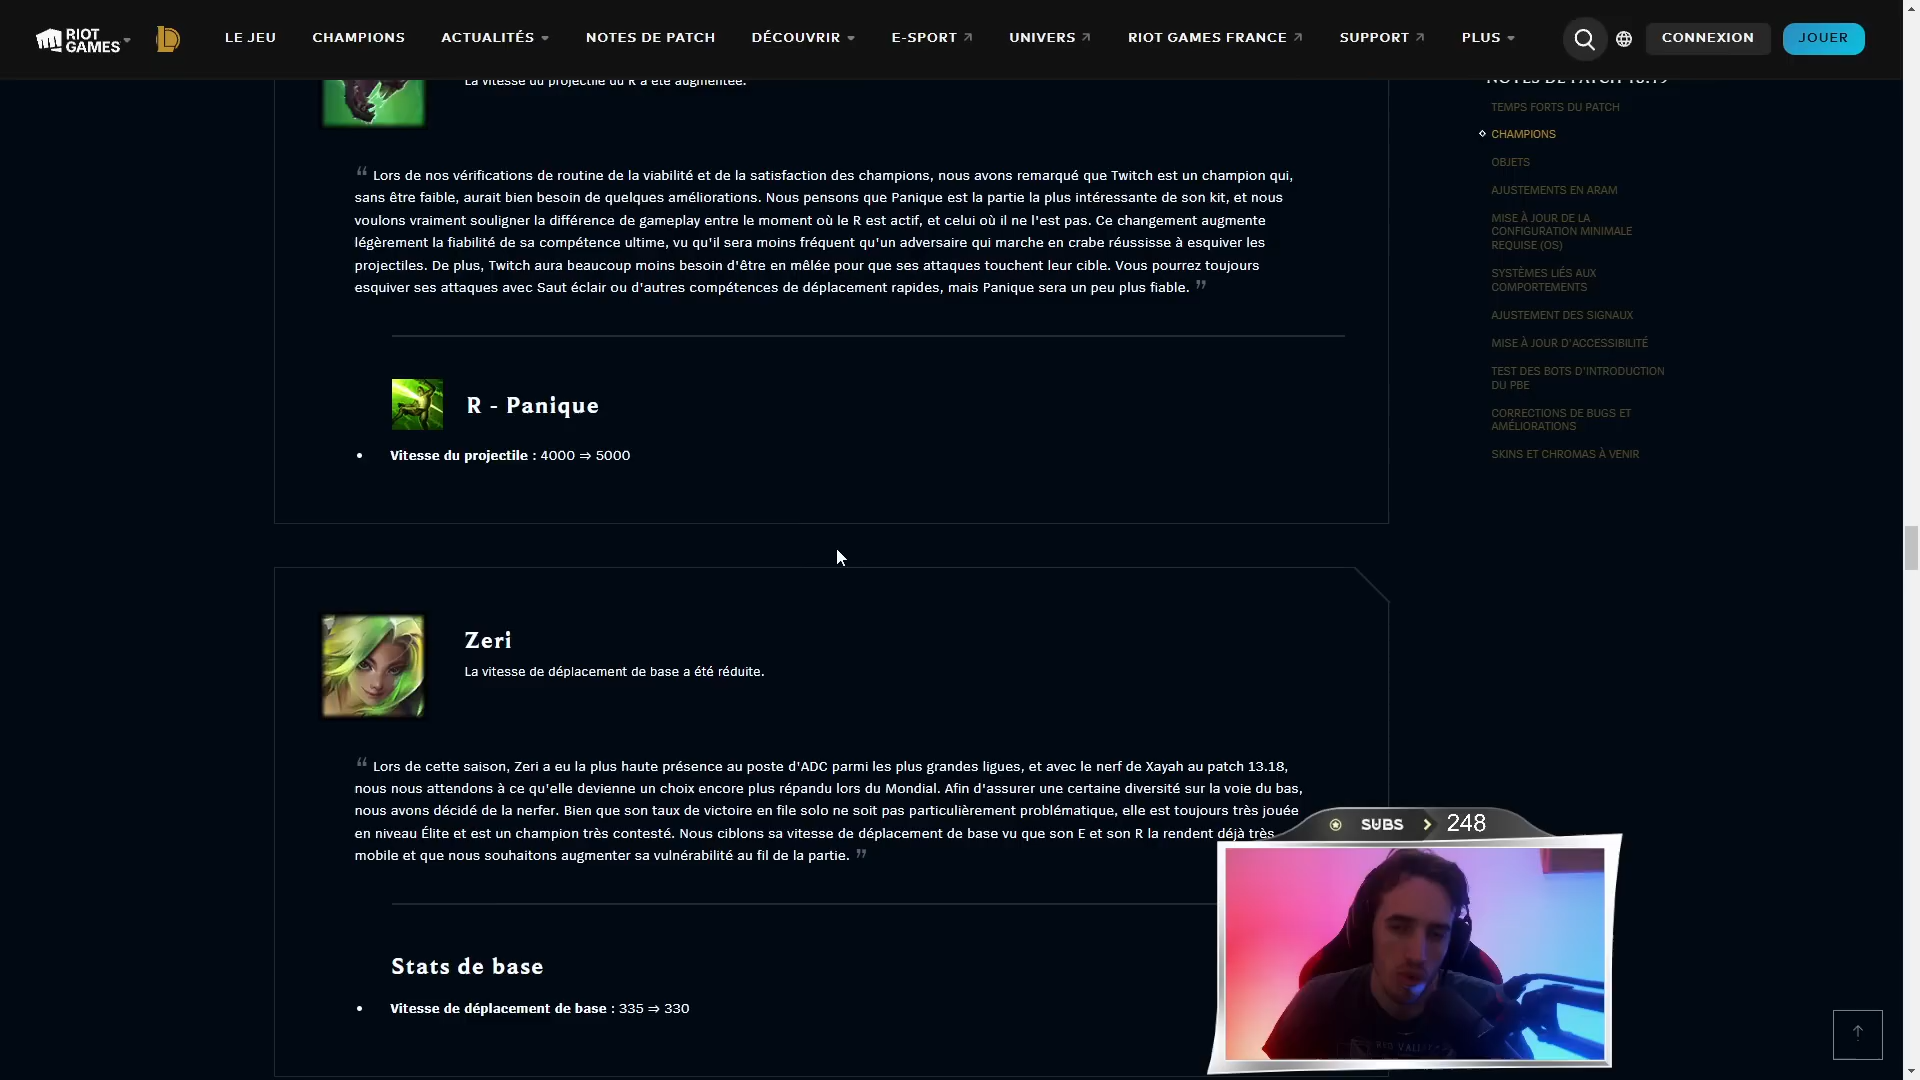 RIOT GAMES
LE JEU
CHAMPIONS
ACTUALITÉS
NOTES DE PATCH
DÉCOUVRIR
E-SPORT
UNIVERS
RIOT GAMES FRANCE
SUPPORT
PLUS
CONNEXION
JOUER
La vitesse du projectile du R a été augmentée.
“ Lors de nos vérifications de routine de la viabilité et de la satisfaction des champions, nous avons remarqué que Twitch est un champion qui,
sans être faible, aurait bien besoin de quelques améliorations. Nous pensons que Panique est la partie la plus intéressante de son kit, et nous
voulons vraiment souligner la différence de gameplay entre le moment où le R est actif, et celui où il ne l'est pas. Ce changement augmente
légèrement la fiabilité de sa compétence ultime, vu qu'il sera moins fréquent qu'un adversaire qui marche en crabe réussisse à esquiver les
projectiles. De plus, Twitch aura beaucoup moins besoin d'être en mêlée pour que ses attaques touchent leur cible. Vous pourrez toujours
esquiver ses attaques avec Saut éclair ou d'autres compétences de déplacement rapides, mais Panique sera un peu plus fiable. ”
R - Panique
• Vitesse du projectile : 4000 ⇒ 5000
Zeri
La vitesse de déplacement de base a été réduite.
“ Lors de cette saison, Zeri a eu la plus haute présence au poste d'ADC parmi les plus grandes ligues, et avec le nerf de Xayah au patch 13.18,
nous nous attendons à ce qu'elle devienne un choix encore plus répandu lors du Mondial. Afin d'assurer une certaine diversité sur la voie du bas,
nous avons décidé de la nerfer. Bien que son taux de victoire en file solo ne soit pas particulièrement problématique, elle est toujours très jouée
en niveau Élite et est un champion très contesté. Nous ciblons sa vitesse de déplacement de base vu que son E et son R la rendent déjà très
mobile et que nous souhaitons augmenter sa vulnérabilité au fil de la partie. ”
Stats de base
• Vitesse de déplacement de base : 335 ⇒ 330
NOTES DE PATCH 13.19
TEMPS FORTS DU PATCH
CHAMPIONS
OBJETS
AJUSTEMENTS EN ARAM
MISE À JOUR DE LA
CONFIGURATION MINIMALE
REQUISE (OS)
SYSTÈMES LIÉS AUX
COMPORTEMENTS
AJUSTEMENT DES SIGNAUX
MISE À JOUR D'ACCESSIBILITÉ
TEST DES BOTS D'INTRODUCTION
DU PBE
CORRECTIONS DE BUGS ET
AMÉLIORATIONS
SKINS ET CHROMAS À VENIR
SUBS
248